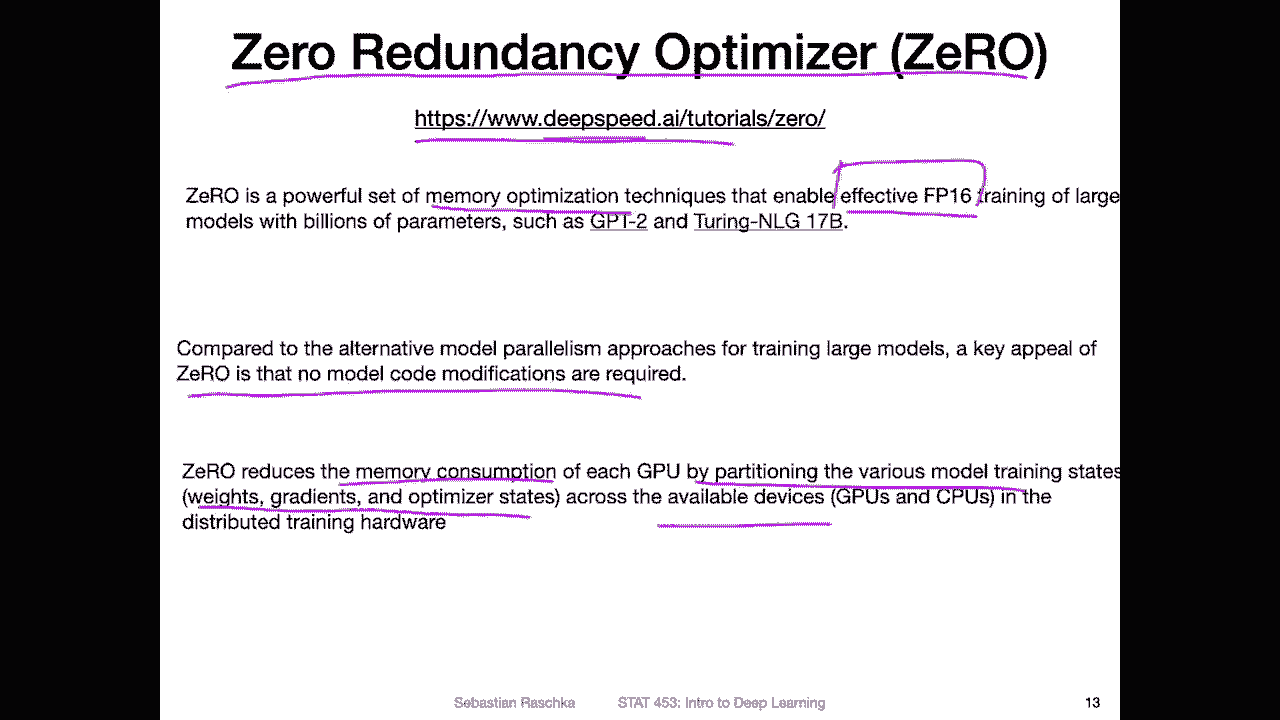 Zero Redundancy Optimizer (ZeRO)
https://www.deepspeed.ai/tutorials/zero/
ZeRO is a powerful set of memory optimization techniques that enable effective FP16 training of large
models with billions of parameters, such as GPT-2 and Turing-NLG 17B.
Compared to the alternative model parallelism approaches for training large models, a key appeal of
ZeRO is that no model code modifications are required.
ZeRO reduces the memory consumption of each GPU by partitioning the various model training states
(weights, gradients, and optimizer states) across the available devices (GPUs and CPUs) in the
distributed training hardware
Sebastian Raschka STAT 453: Intro to Deep Learning 13